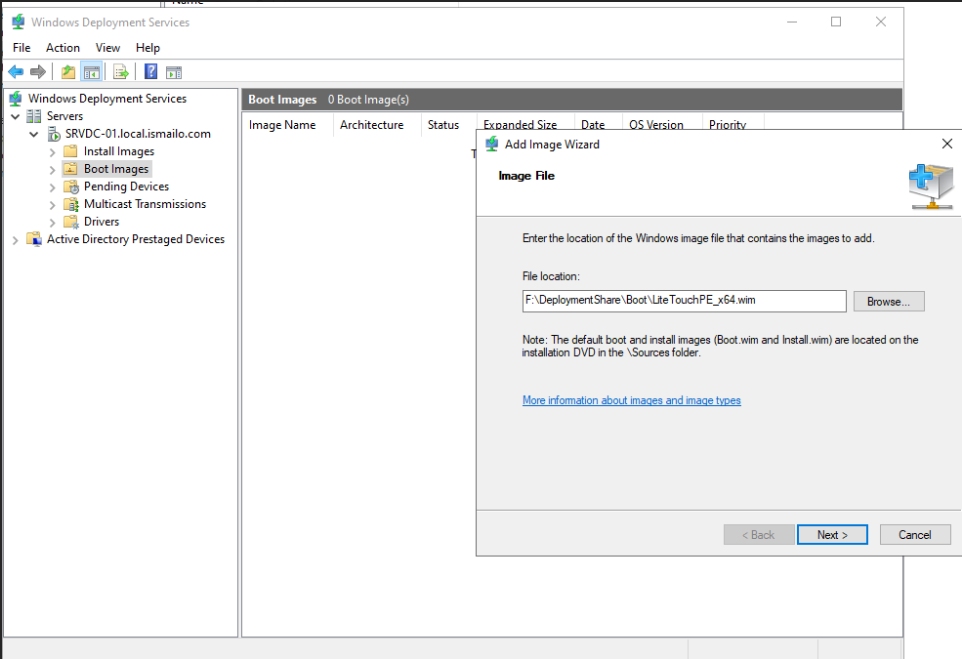 Name
Windows Deployment Services
File Action View Help
Windows Deployment Services
Servers
SRVDC-01.local.ismailo.com
Install Images
Boot Images
Pending Devices
Multicast Transmissions
Drivers
Active Directory Prestaged Devices
Boot Images 0 Boot Image(s)
Image Name Architecture Status Expanded Size Date OS Version Priority
Add Image Wizard
Image File
Enter the location of the Windows image file that contains the images to add.
File location:
F:\DeploymentShare\Boot\LiteTouchPE_x64.wim
Browse...
Note: The default boot and install images (Boot.wim and Install.wim) are located on the
installation DVD in the \Sources folder.
More information about images and image types
< Back Next > Cancel